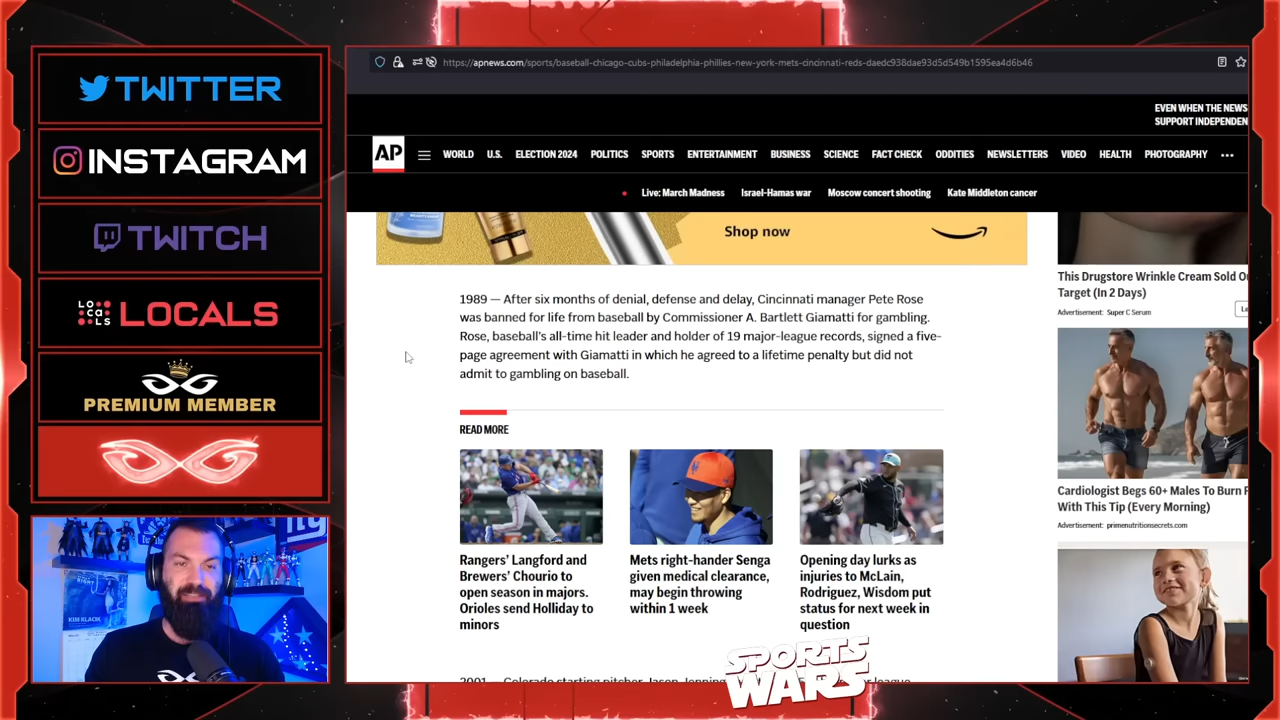 TWITTER
INSTAGRAM
TWITCH
LOCALS
LOCALS
PREMIUM MEMBER
https://apnews.com/sports/baseball-chicago-cubs-philadelphia-phillies-new-york-mets-cincinnati-reds-daedc938dae93d5d549b1595ea4d6b46
EVEN WHEN THE NEWS
SUPPORT INDEPENDEN
AP
WORLD U.S. ELECTION 2024 POLITICS SPORTS ENTERTAINMENT BUSINESS SCIENCE FACT CHECK ODDITIES NEWSLETTERS VIDEO HEALTH PHOTOGRAPHY
Live: March Madness Israel-Hamas war Moscow concert shooting Kate Middleton cancer
Shop now
1989 — After six months of denial, defense and delay, Cincinnati manager Pete Rose
was banned for life from baseball by Commissioner A. Bartlett Giamatti for gambling.
Rose, baseball's all-time hit leader and holder of 19 major-league records, signed a five-
page agreement with Giamatti in which he agreed to a lifetime penalty but did not
admit to gambling on baseball.
READ MORE
Rangers' Langford and
Brewers' Chourio to
open season in majors.
Orioles send Holliday to
minors
Mets right-hander Senga
given medical clearance,
may begin throwing
within 1 week
Opening day lurks as
injuries to McLain,
Rodriguez, Wisdom put
status for next week in
question
This Drugstore Wrinkle Cream Sold O
Target (In 2 Days)
Advertisement: Super C Serum
Le
Cardiologist Begs 60+ Males To Burn F
With This Tip (Every Morning)
Advertisement: primenutritionsecrets.com
SPORTS
WARS